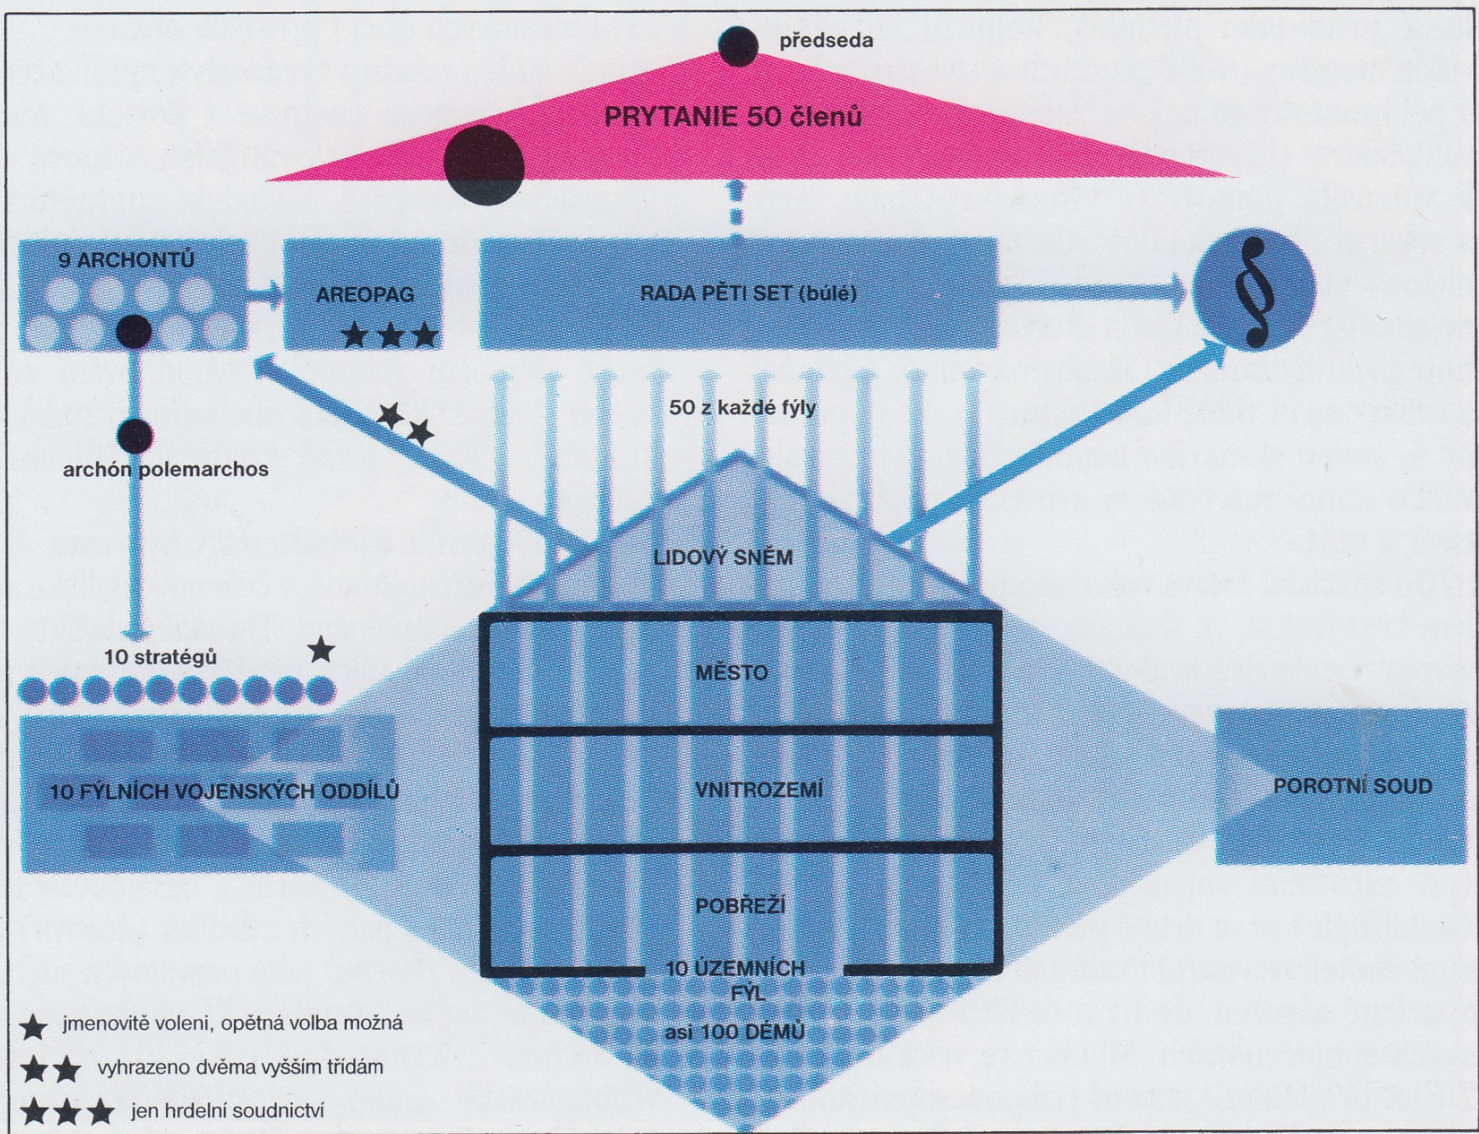 předseda
PRYTANIE 50 členů
9 ARCHONTŮ
AREOPAG
★★★
RADA PĚTI SET (búlé)
§
★★
50 z každé fýly
archón polemarchos
LIDOVÝ SNĚM
10 stratégů
★
MĚSTO
10 FÝLNÍCH VOJENSKÝCH ODDÍLŮ
VNITROZEMÍ
POROTNÍ SOUD
POBŘEŽÍ
10 ÚZEMNÍCH
FÝL
asi 100 DÉMŮ
★ jmenovitě voleni, opětná volba možná
★★ vyhrazeno dvěma vyšším třídám
★★★ jen hrdelní soudnictví